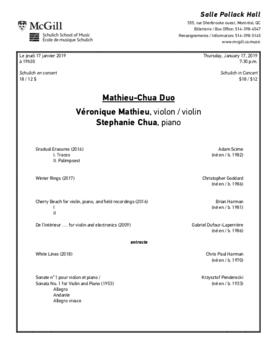 Salle Pollack Hall
555, rue Sherbrooke ouest, Montréal, QC
Billetterie / Box Office: 514-398-4547
Renseignements / Information: 514-398-5145
www.mcgill.ca/music
McGill
Schulich School of Music
École de musique Schulich
Le jeudi 17 janvier 2019
à 19h30
Thursday, January 17, 2019
7:30 p.m.
Schulich en concert
18 / 12 $
Schulich in Concert
$18 / $12
Mathieu-Chua Duo
Véronique Mathieu, violon / violin
Stephanie Chua, piano
Gradual Erasures (2016)
Adam Scime
I. Traces
(né en / b. 1982)
II. Palimpsest
Winter Rings (2017)
Christopher Goddard
(né en / b. 1986)
Cherry Beach for violin, piano, and field recordings (2016)
Brian Harman
I
(né en / b. 1981)
II
De l'intérieur ... for violin and electronics (2009)
Gabriel Dufour-Laperrière
(né en / b. 1986)
entracte
White Lines (2018)
Chris Paul Harman
(né en / b. 1970)
Sonate n° 1 pour violon et piano /
Krzysztof Penderecki
Sonata No. 1 for Violin and Piano (1953)
(né en / b. 1933)
Allegro
Andante
Allegro vivace